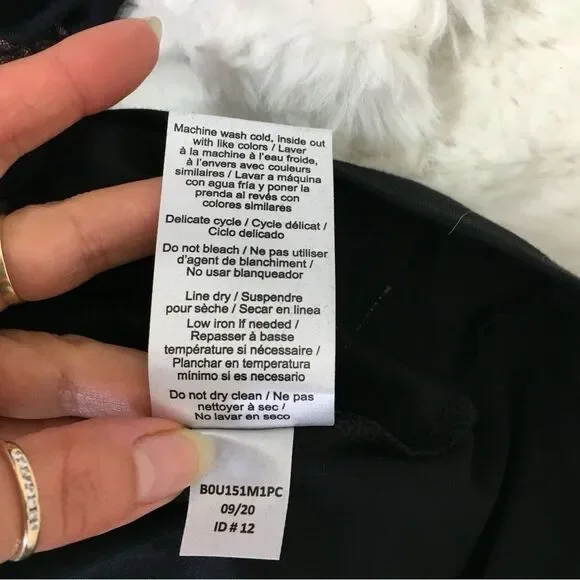 Machine wash cold, inside out
with like colors / Laver
à la machine à l'eau froide,
à l'envers avec couleurs
similaires / Lavar a máquina
con agua fría y poner la
prenda al revés con
colores similares
Delicate cycle / Cycle délicat /
Ciclo delicado
Do not bleach / Ne pas utiliser
d'agent de blanchiment /
No usar blanqueador
Line dry / Suspendre
pour sèche / Secar en linea
Low iron If needed /
Repasser à basse
température si nécessaire /
Planchar en temperatura
mínimo si es necesario
Do not dry clean / Ne pas
nettoyer à sec /
No lavar en seco
B0U151M1PC
09/20
ID # 12